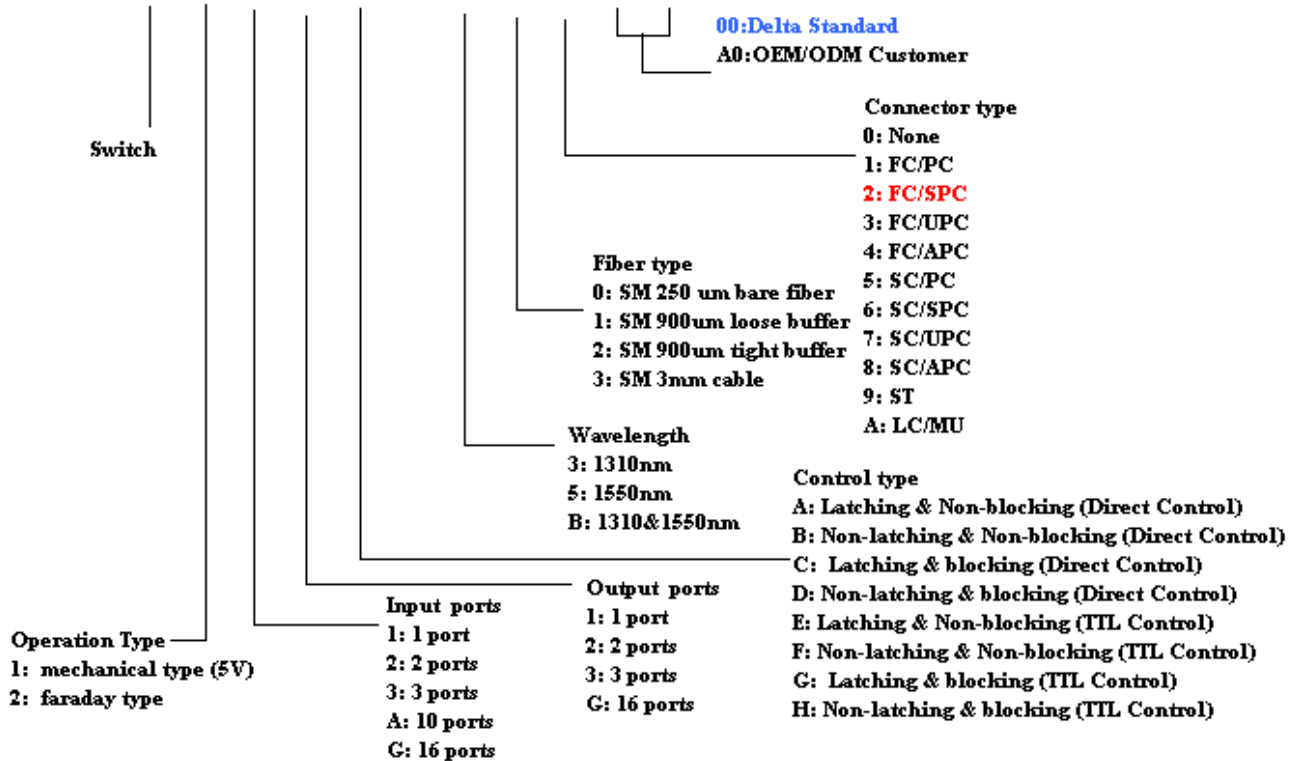 00:Delta Standard
A0:OEM/ODM Customer
Switch
Connector type
0: None
1: FC/PC
2: FC/SPC
3: FC/UPC
4: FC/APC
5: SC/PC
6: SC/SPC
7: SC/UPC
8: SC/APC
9: ST
A: LC/MU
Fiber type
0: SM 250 um bare fiber
1: SM 900um loose buffer
2: SM 900um tight buffer
3: SM 3mm cable
Wavelength
3: 1310nm
5: 1550nm
B: 1310&1550nm
Control type
A: Latching & Non-blocking (Direct Control)
B: Non-latching & Non-blocking (Direct Control)
C: Latching & blocking (Direct Control)
D: Non-latching & blocking (Direct Control)
E: Latching & Non-blocking (TTL Control)
F: Non-latching & Non-blocking (TTL Control)
G: Latching & blocking (TTL Control)
H: Non-latching & blocking (TTL Control)
Output ports
1: 1 port
2: 2 ports
3: 3 ports
G: 16 ports
Input ports
1: 1 port
2: 2 ports
3: 3 ports
A: 10 ports
G: 16 ports
Operation Type
1: mechanical type (5V)
2: faraday type